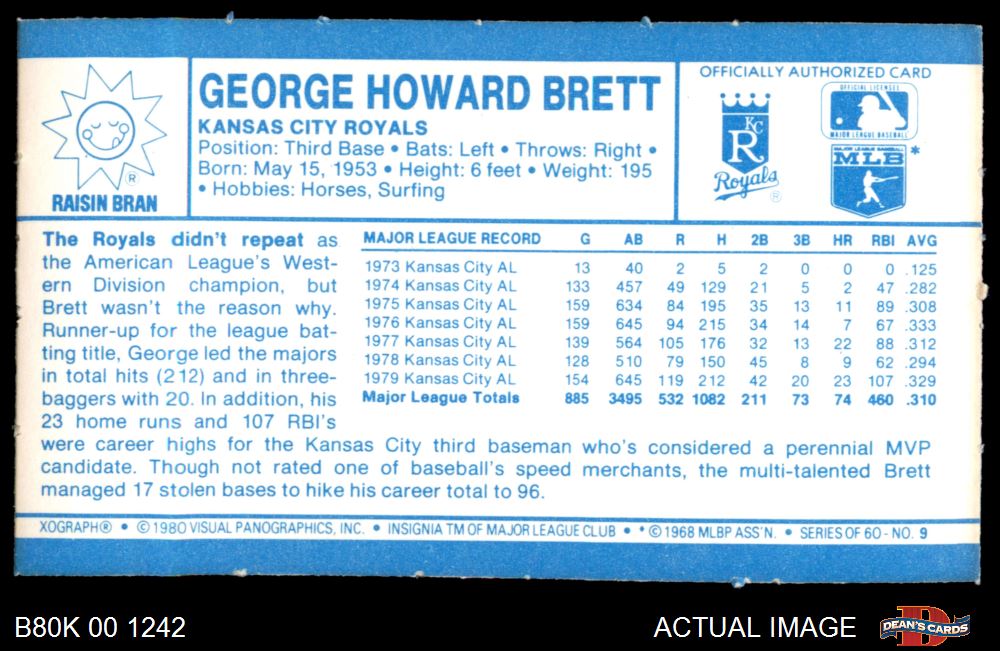 RAISIN BRAN
®
GEORGE HOWARD BRETT
KANSAS CITY ROYALS
Position: Third Base • Bats: Left • Throws: Right •
Born: May 15, 1953 • Height: 6 feet • Weight: 195
• Hobbies: Horses, Surfing
OFFICIALLY AUTHORIZED CARD
KC
R
Royals ®
OFFICIAL LICENSEE
MAJOR LEAGUE BASEBALL
MAJOR LEAGUE BASEBALL
MLB *
The Royals didn't repeat as
the American League's West-
ern Division champion, but
Brett wasn't the reason why.
Runner-up for the league bat-
ting title, George led the majors
in total hits (212) and in three-
baggers with 20. In addition, his
23 home runs and 107 RBI's
were career highs for the Kansas City third baseman who's considered a perennial MVP
candidate. Though not rated one of baseball's speed merchants, the multi-talented Brett
managed 17 stolen bases to hike his career total to 96.
MAJOR LEAGUE RECORD G AB R H 2B 3B HR RBI AVG
1973 Kansas City AL 13 40 2 5 2 0 0 0 .125
1974 Kansas City AL 133 457 49 129 21 5 2 47 .282
1975 Kansas City AL 159 634 84 195 35 13 11 89 .308
1976 Kansas City AL 159 645 94 215 34 14 7 67 .333
1977 Kansas City AL 139 564 105 176 32 13 22 88 .312
1978 Kansas City AL 128 510 79 150 45 8 9 62 .294
1979 Kansas City AL 154 645 119 212 42 20 23 107 .329
Major League Totals 885 3495 532 1082 211 73 74 460 .310
XOGRAPH® • © 1980 VISUAL PANOGRAPHICS, INC. • INSIGNIA TM OF MAJOR LEAGUE CLUB • * © 1968 MLBP ASS'N. • SERIES OF 60 - NO. 9
B80K 00 1242
ACTUAL IMAGE
DEAN'S CARDS